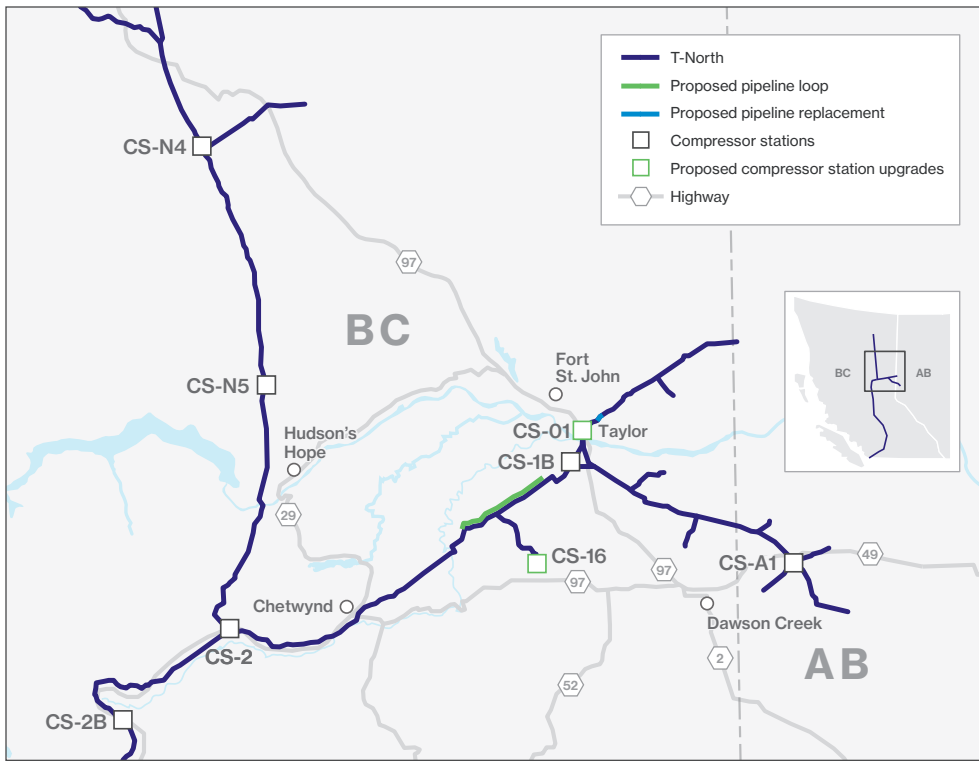 T-North
Proposed pipeline loop
Proposed pipeline replacement
Compressor stations
Proposed compressor station upgrades
Highway
CS-N4
97
BC
BC
AB
Fort
St. John
CS-N5
CS-01
Taylor
Hudson's
Hope
CS-1B
29
CS-16
97
97
CS-A1
49
Chetwynd
Dawson Creek
CS-2
2
AB
52
CS-2B